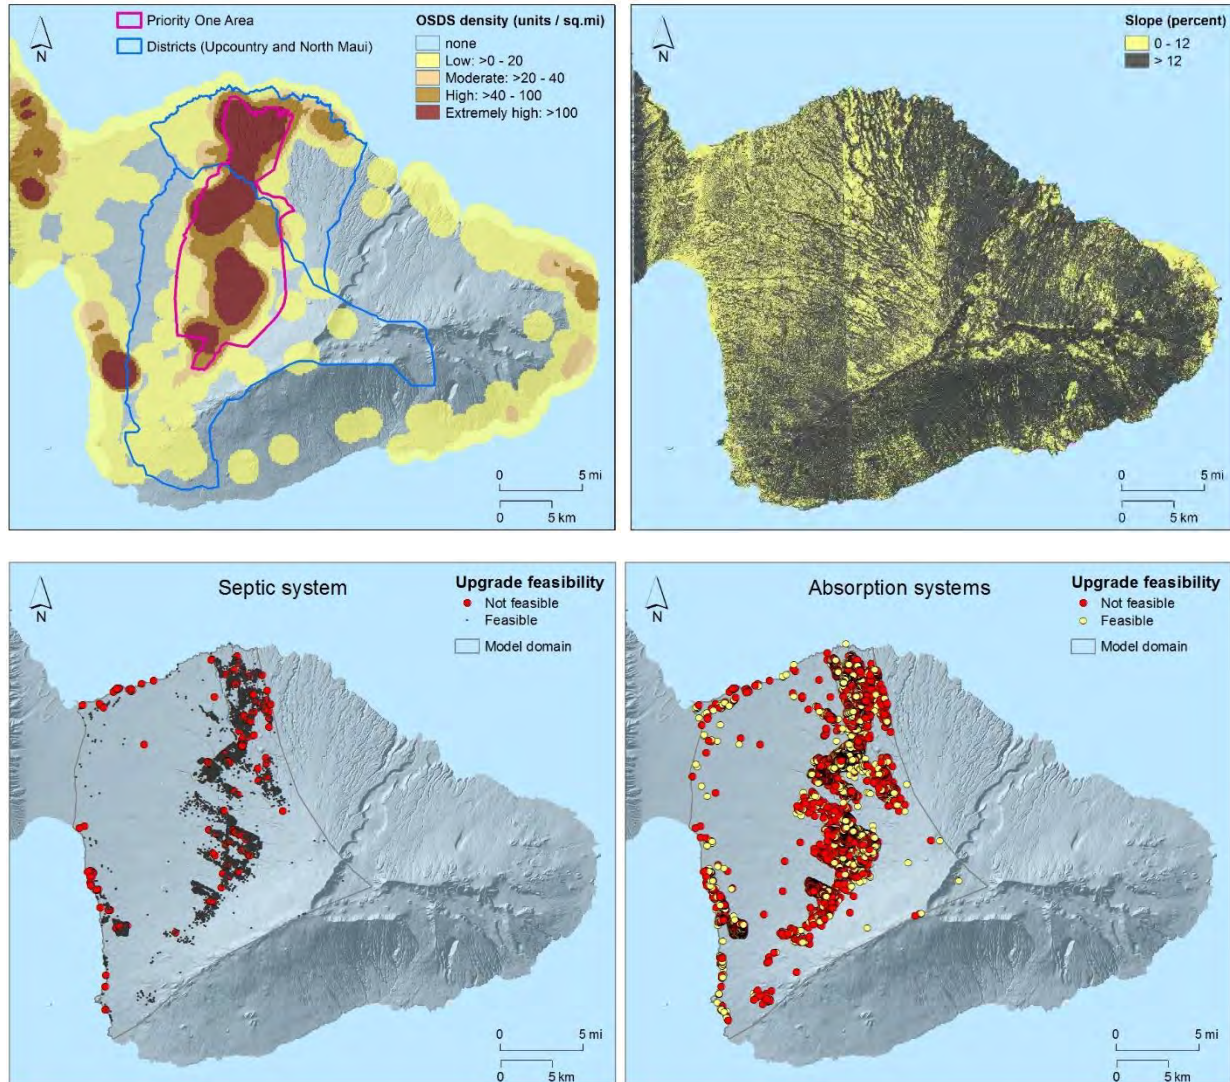 Priority One Area
Districts (Upcountry and North Maui)
OSDS density (units / sq.mi)
none
Low: >0 - 20
Moderate: >20 - 40
High: >40 - 100
Extremely high: >100
N
0 5 mi
0 5 km
Slope (percent)
0 - 12
> 12
N
0 5 mi
0 5 km
Septic system
Upgrade feasibility
Not feasible
Feasible
Model domain
N
0 5 mi
0 5 km
Absorption systems
Upgrade feasibility
Not feasible
Feasible
Model domain
N
0 5 mi
0 5 km